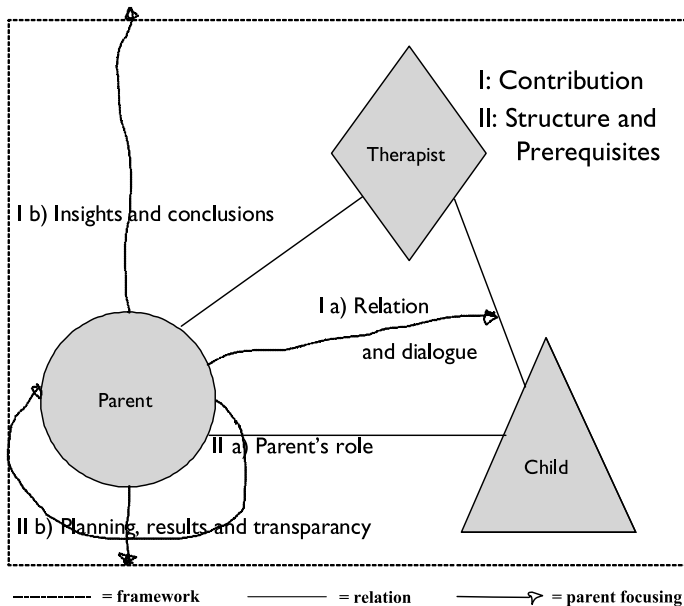 I: Contribution
II: Structure and
Prerequisites
Therapist
I b) Insights and conclusions
I a) Relation
and dialogue
Parent
II a) Parent's role
Child
II b) Planning, results and transparancy
= framework
= relation
= parent focusing